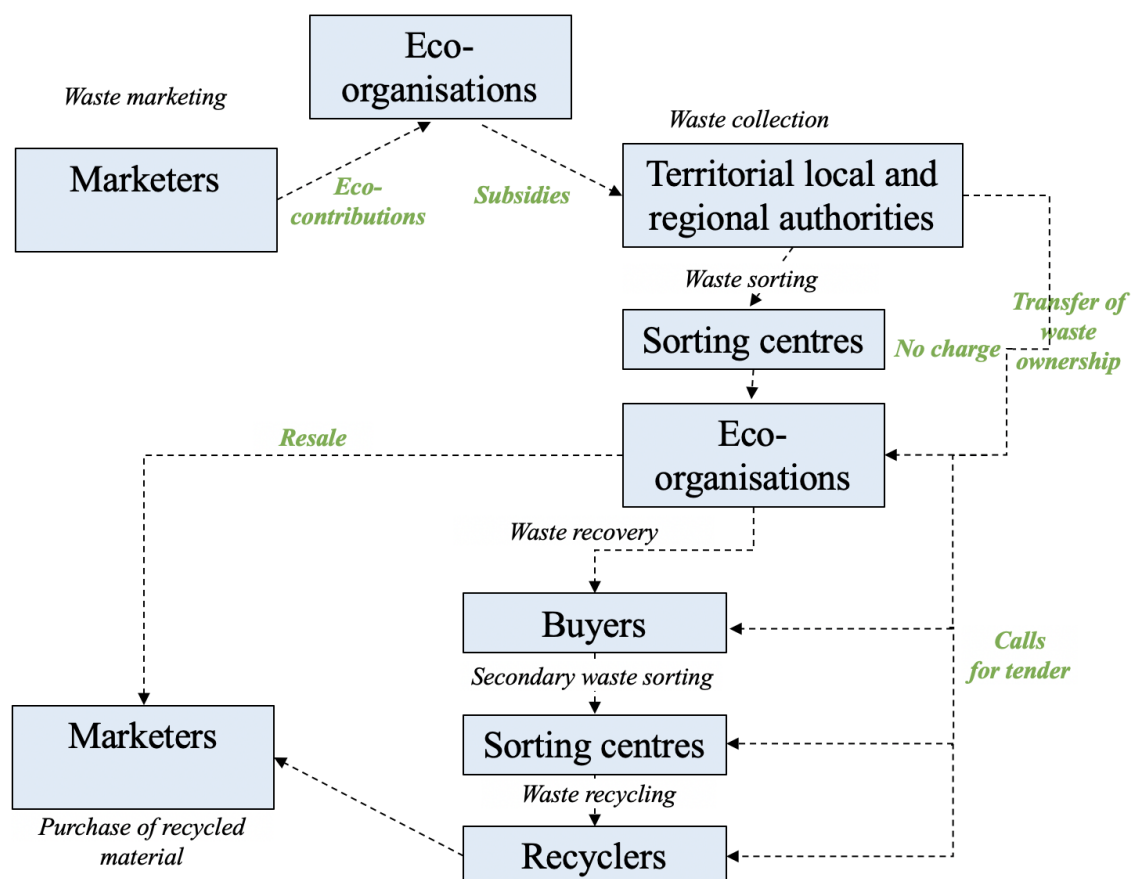 Eco-
organisations
Waste marketing
Waste collection
Marketers
Territorial local and
regional authorities
Eco-
contributions
Subsidies
Waste sorting
Transfer of
waste
ownership
Sorting centres
No charge
Eco-
organisations
Resale
Waste recovery
Buyers
Calls
for tender
Secondary waste sorting
Marketers
Sorting centres
Waste recycling
Purchase of recycled
material
Recyclers